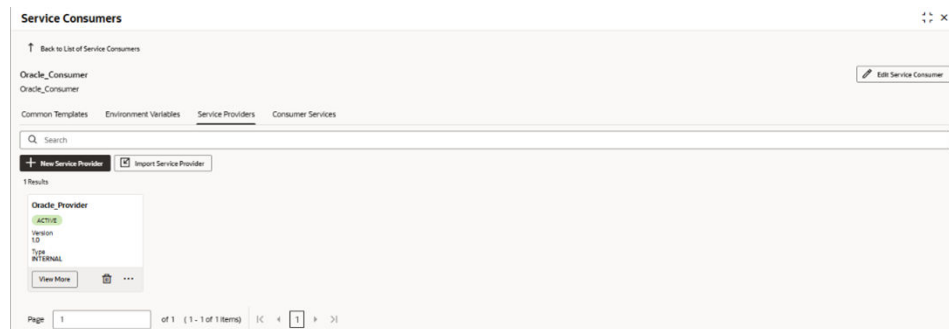 Service Consumers
Back to List of Service Consumers
Oracle_Consumer
Edit Service Consumer
Oracle_Consumer
Common Templates Environment Variables Service Providers Consumer Services
Search
New Service Provider Import Service Provider
1 Results
Oracle_Provider
ACTIVE
Version
1.0
Type
INTERNAL
View More
Page 1 of 1 (1 - 1 of 1 items) 1